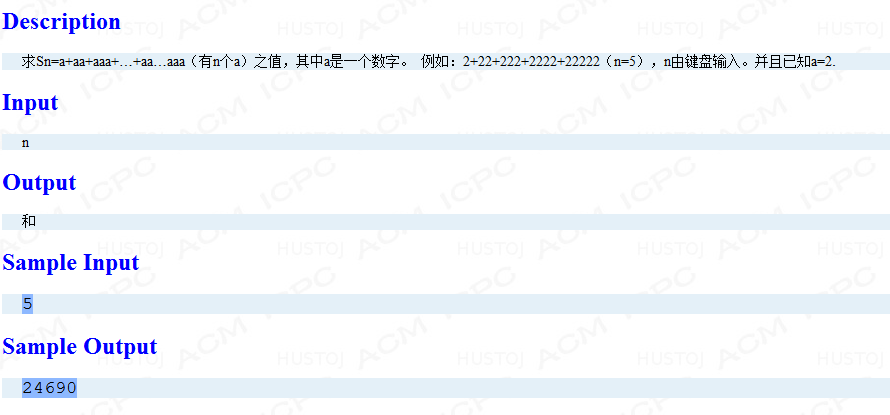 Description
求Sn=a+aa+aaa+…+aa…aaa（有n个a）之值，其中a是一个数字。 例如：2+22+222+2222+22222（n=5），n由键盘输入。并且已知a=2.
Input
n
Output
和
Sample Input
5
Sample Output
24690